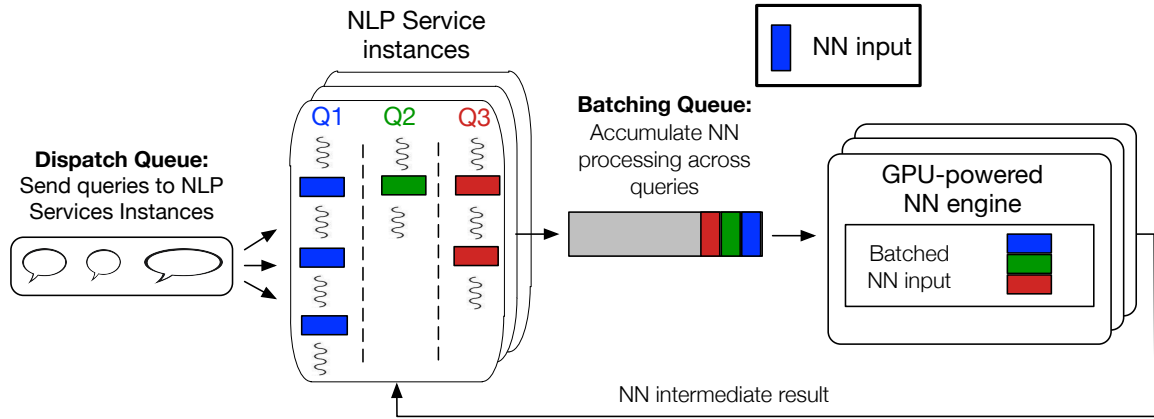 NLP Service
instances
NN input
Q1 Q2 Q3
Batching Queue:
Accumulate NN
processing across
queries
Dispatch Queue:
Send queries to NLP
Services Instances
GPU-powered
NN engine
Batched
NN input
NN intermediate result